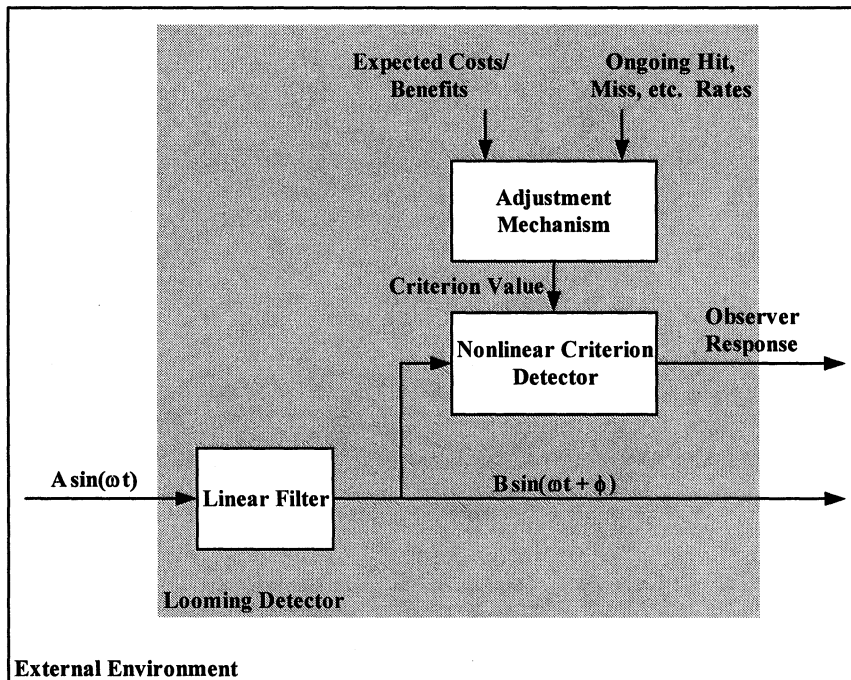 Expected Costs/
Benefits
Ongoing Hit,
Miss, etc. Rates
Adjustment
Mechanism
Criterion Value
Nonlinear Criterion
Detector
Observer
Response
A sin(ωt)
Linear Filter
B sin(ωt + ϕ)
Looming Detector
External Environment